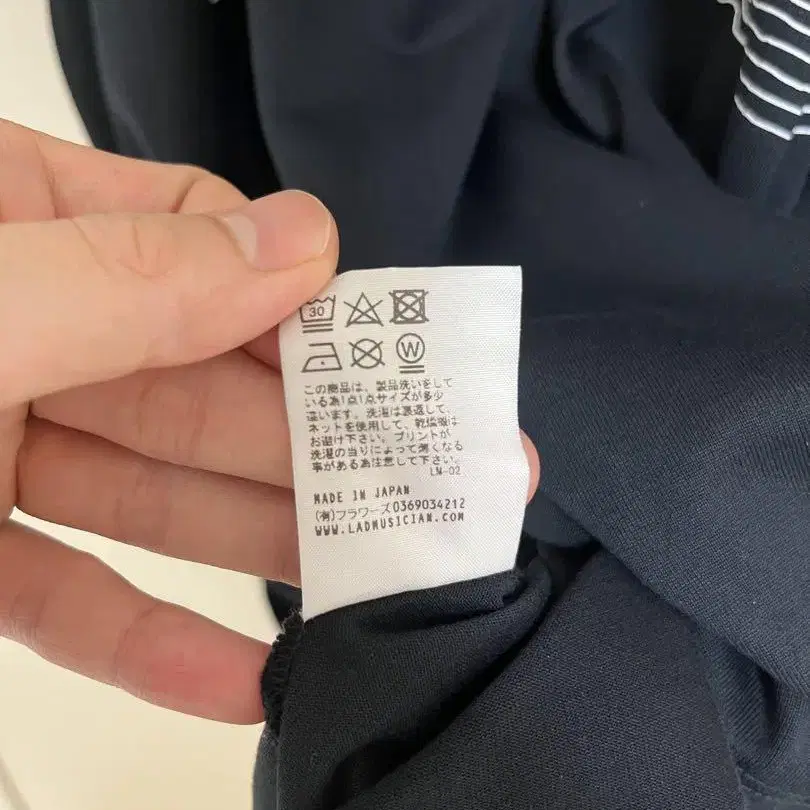 30
W
この商品は、製品洗いをして
いる為1点1点サイズが多少
違います。洗濯は裏返して、
ネットを使用して、乾燥機は
お避け下さい。プリントが
洗濯の当りによって薄くなる
事がある為注意して下さい。
LM-02
MADE IN JAPAN
(有)フラワーズ0369034212
WWW.LADMUSICIAN.COM